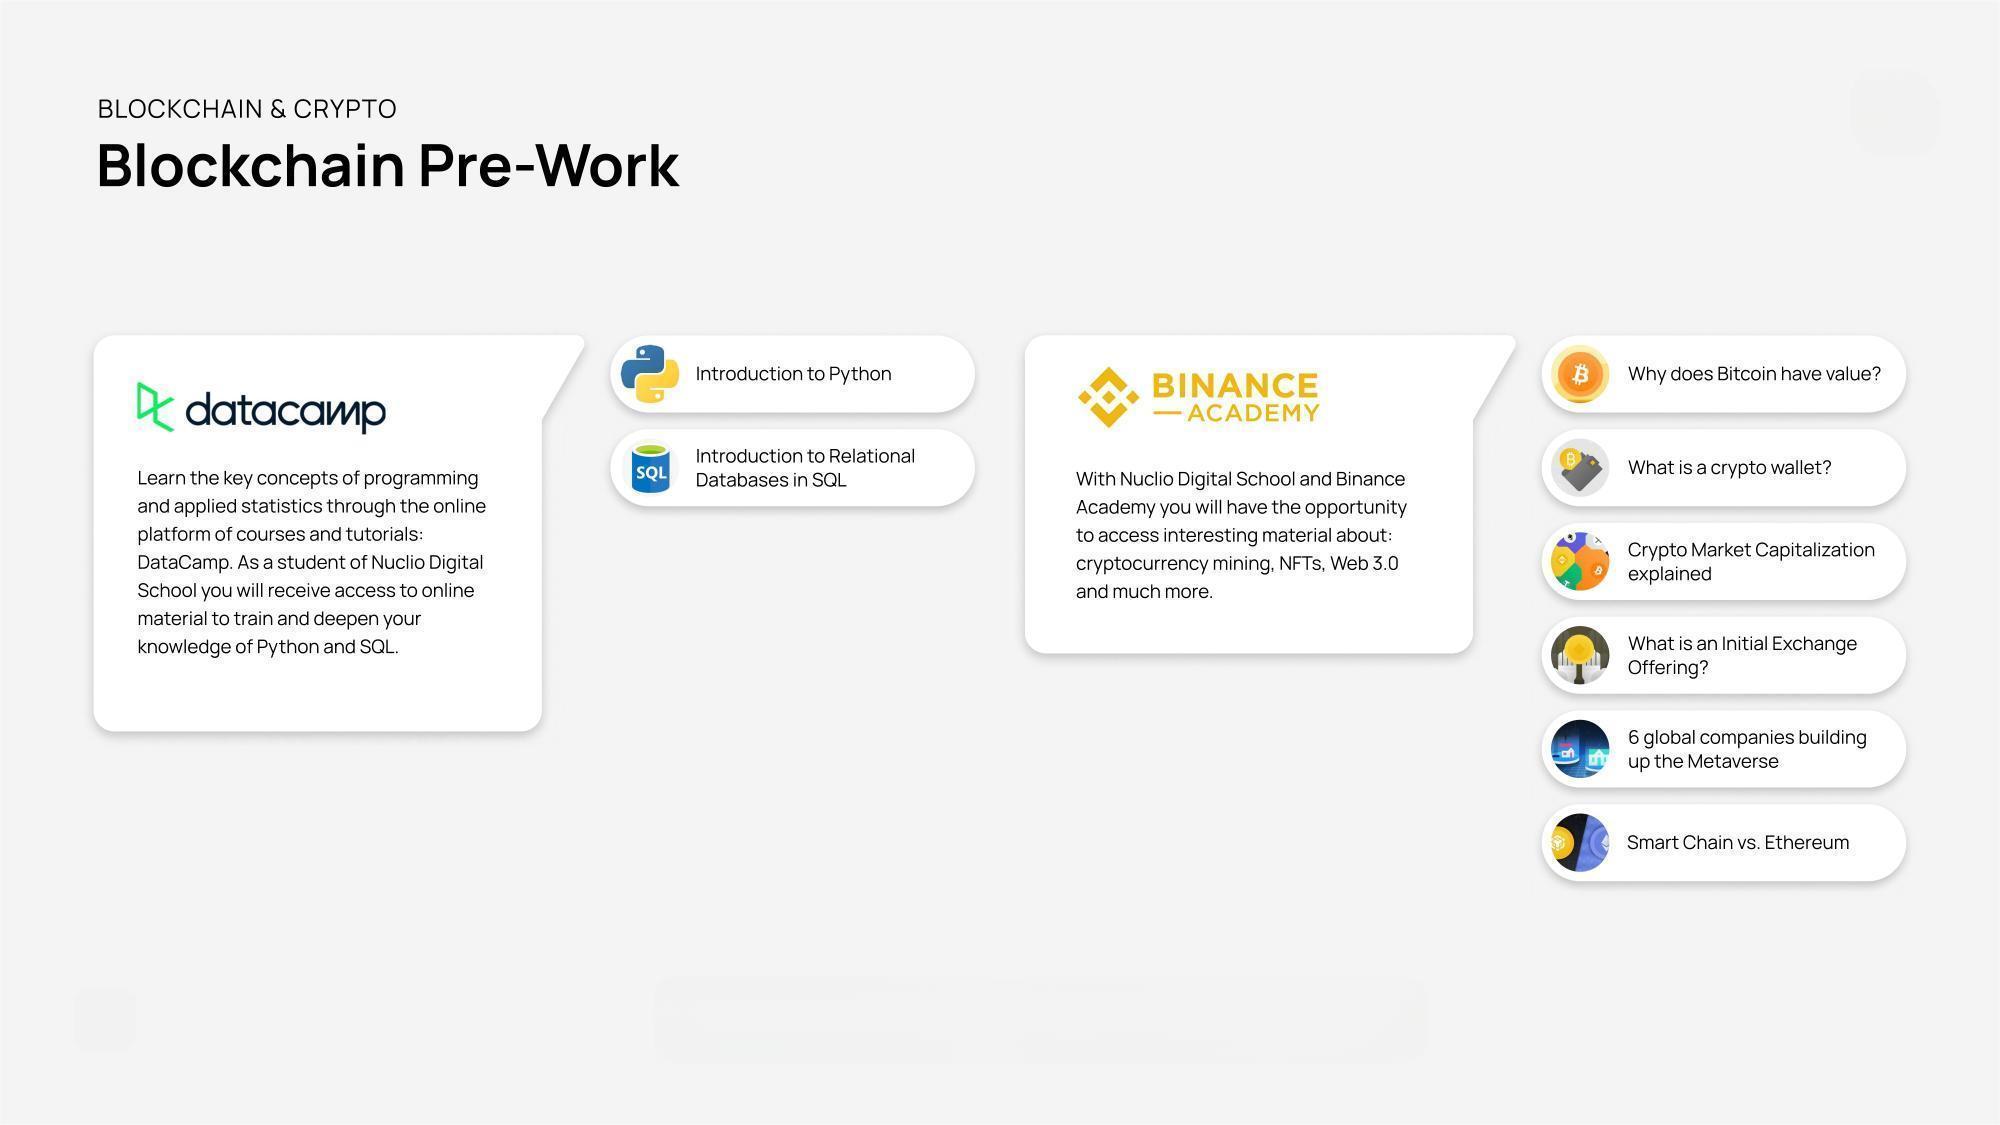 BLOCKCHAIN & CRYPTO
Blockchain Pre-Work
datacamp
Learn the key concepts of programming
and applied statistics through the online
platform of courses and tutorials:
DataCamp. As a student of Nuclio Digital
School you will receive access to online
material to train and deepen your
knowledge of Python and SQL.
Introduction to Python
SQL
Introduction to Relational
Databases in SQL
BINANCE
ACADEMY
With Nuclio Digital School and Binance
Academy you will have the opportunity
to access interesting material about:
cryptocurrency mining, NFTs, Web 3.0
and much more.
Why does Bitcoin have value?
What is a crypto wallet?
Crypto Market Capitalization
explained
What is an Initial Exchange
Offering?
6 global companies building
up the Metaverse
Smart Chain vs. Ethereum